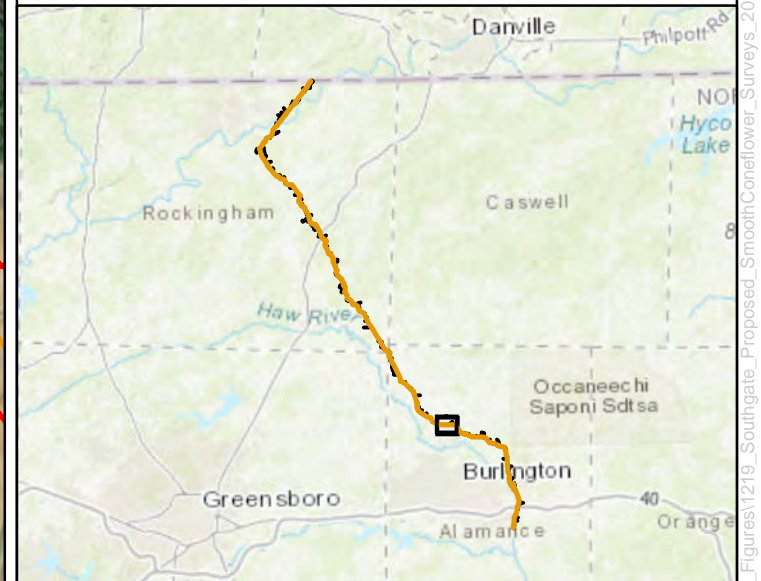 Danville
Philpott Rd
NOR
Hyco
Lake
Rockingham
Caswell
8
Haw River
Occaneechi
Saponi Sdtsa
Burlington
Greensboro
40
Alamance
Orange
_Figures\1219_Southgate_Proposed_SmoothConeflower_Surveys_20